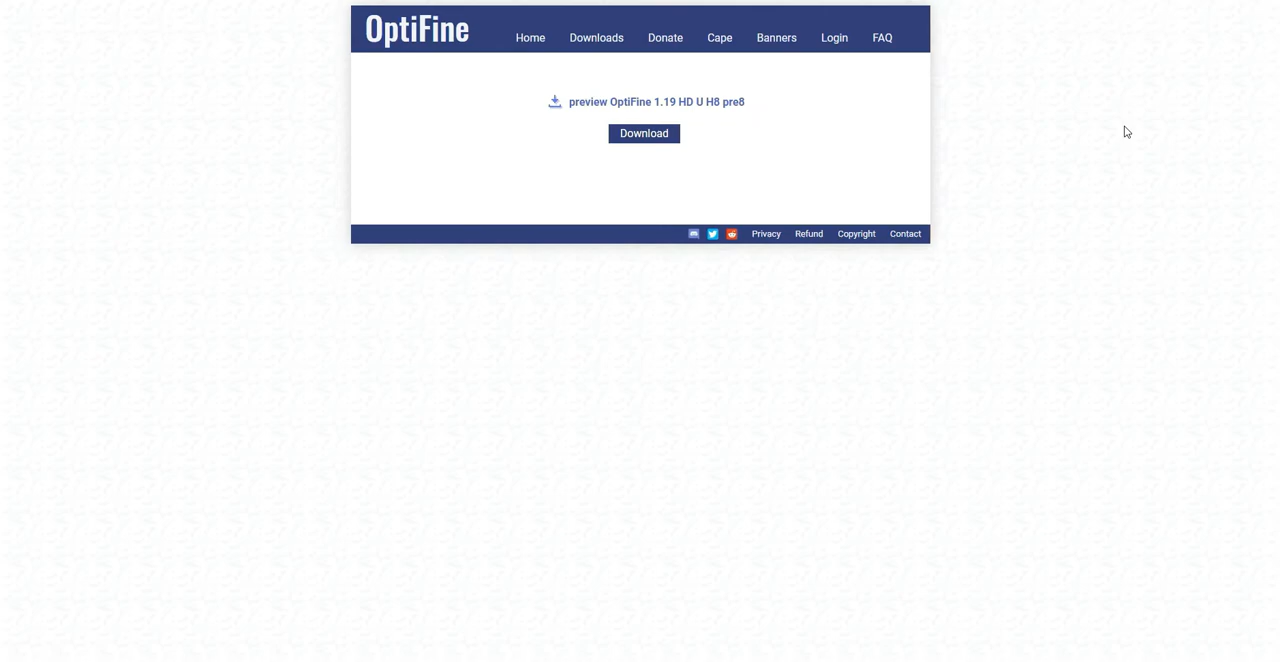 OptiFine
Home Downloads Donate Cape Banners Login FAQ
preview OptiFine 1.19 HD U H8 pre8
Download
Privacy Refund Copyright Contact